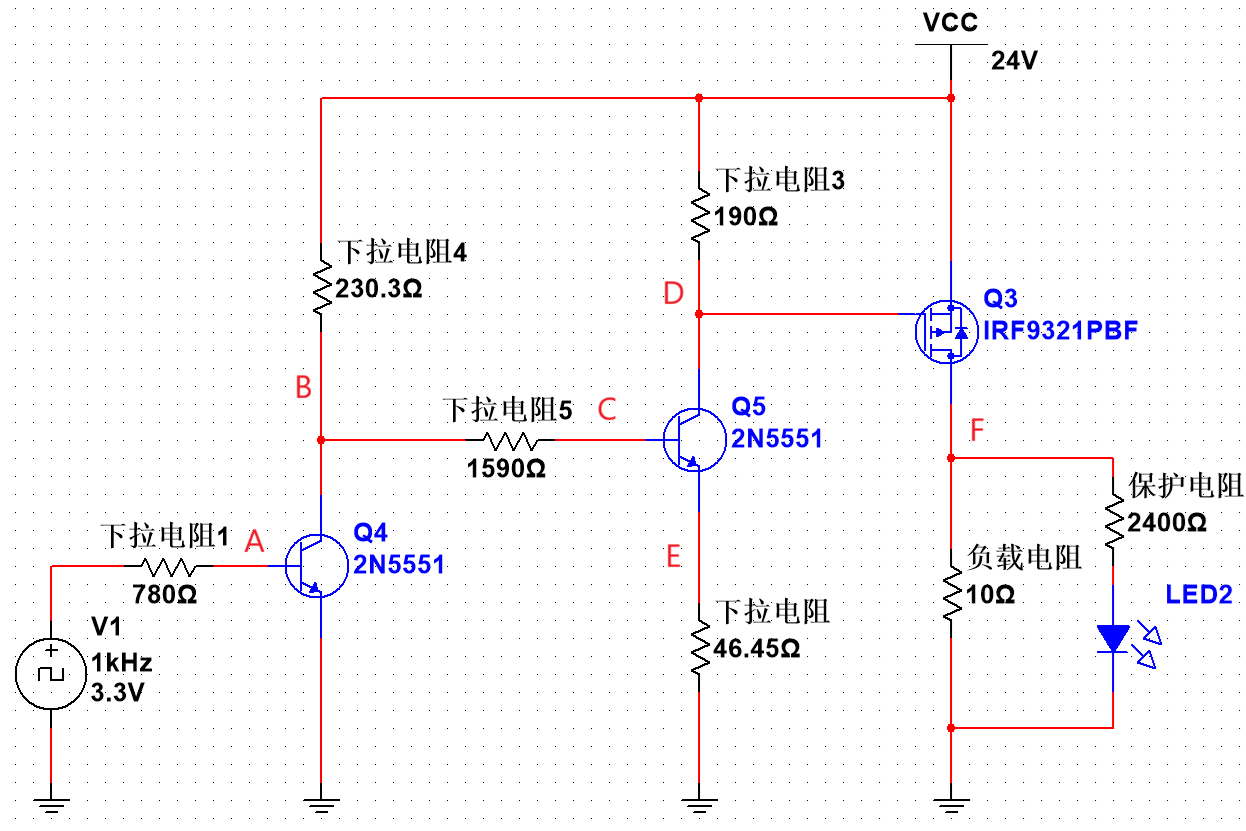 VCC
24V
下拉电阻3
190Ω
下拉电阻4
230.3Ω
D
Q3
IRF9321PBF
B
下拉电阻5
1590Ω
C
Q5
2N5551
F
保护电阻
2400Ω
下拉电阻1
780Ω
A
Q4
2N5551
E
负载电阻
10Ω
LED2
下拉电阻
46.45Ω
V1
1kHz
3.3V